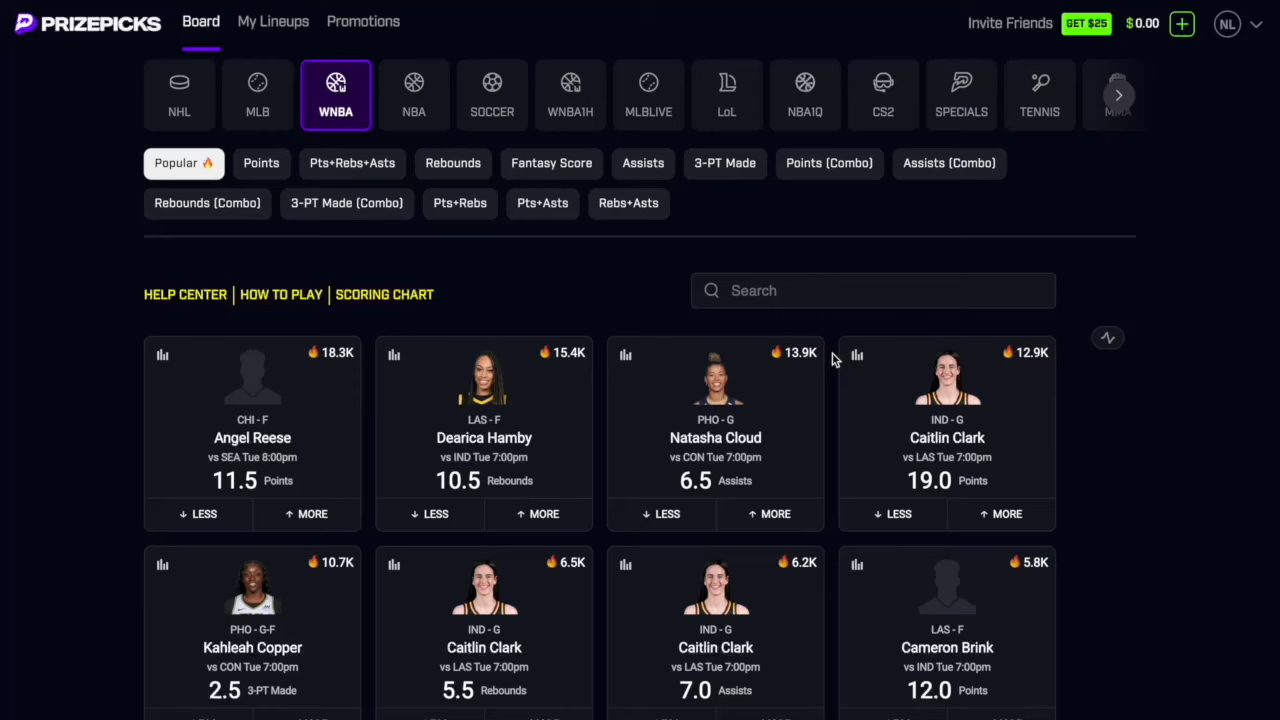 PRIZEPICKS
Board My Lineups Promotions
Invite Friends GET $25 $0.00 NL
NHL MLB WNBA NBA SOCCER WNBA1H MLBLIVE LoL NBA1Q CS2 SPECIALS TENNIS MMA
Popular Points Pts+Rebs+Asts Rebounds Fantasy Score Assists 3-PT Made Points (Combo) Assists (Combo)
Rebounds (Combo) 3-PT Made (Combo) Pts+Rebs Pts+Asts Rebs+Asts
HELP CENTER | HOW TO PLAY | SCORING CHART
Search
18.3K 15.4K 13.9K 12.9K
CHI - F LAS - F PHO - G IND - G
Angel Reese Dearica Hamby Natasha Cloud Caitlin Clark
vs SEA Tue 8:00pm vs IND Tue 7:00pm vs CON Tue 7:00pm vs LAS Tue 7:00pm
11.5 Points 10.5 Rebounds 6.5 Assists 19.0 Points
↓ LESS ↑ MORE ↓ LESS ↑ MORE ↓ LESS ↑ MORE ↓ LESS ↑ MORE
10.7K 6.5K 6.2K 5.8K
PHO - G-F IND - G IND - G LAS - F
Kahleah Copper Caitlin Clark Caitlin Clark Cameron Brink
vs CON Tue 7:00pm vs LAS Tue 7:00pm vs LAS Tue 7:00pm vs IND Tue 7:00pm
2.5 3-PT Made 5.5 Rebounds 7.0 Assists 12.0 Points